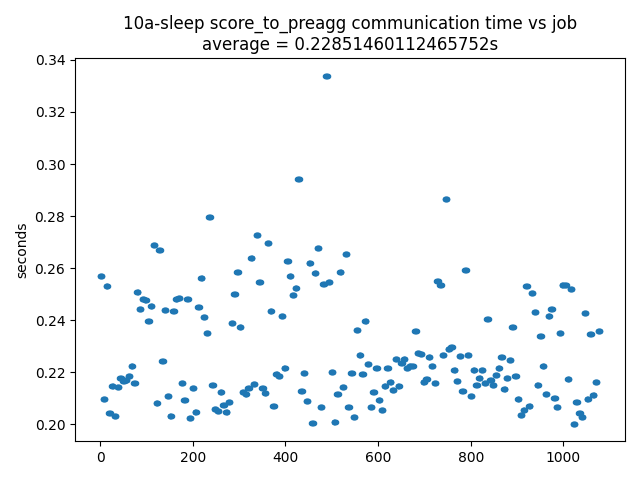 10a-sleep score_to_preagg communication time vs job
average = 0.22851460112465752s
0.34
0.32
0.30
0.28
0.26
0.24
0.22
0.20
seconds
0 200 400 600 800 1000